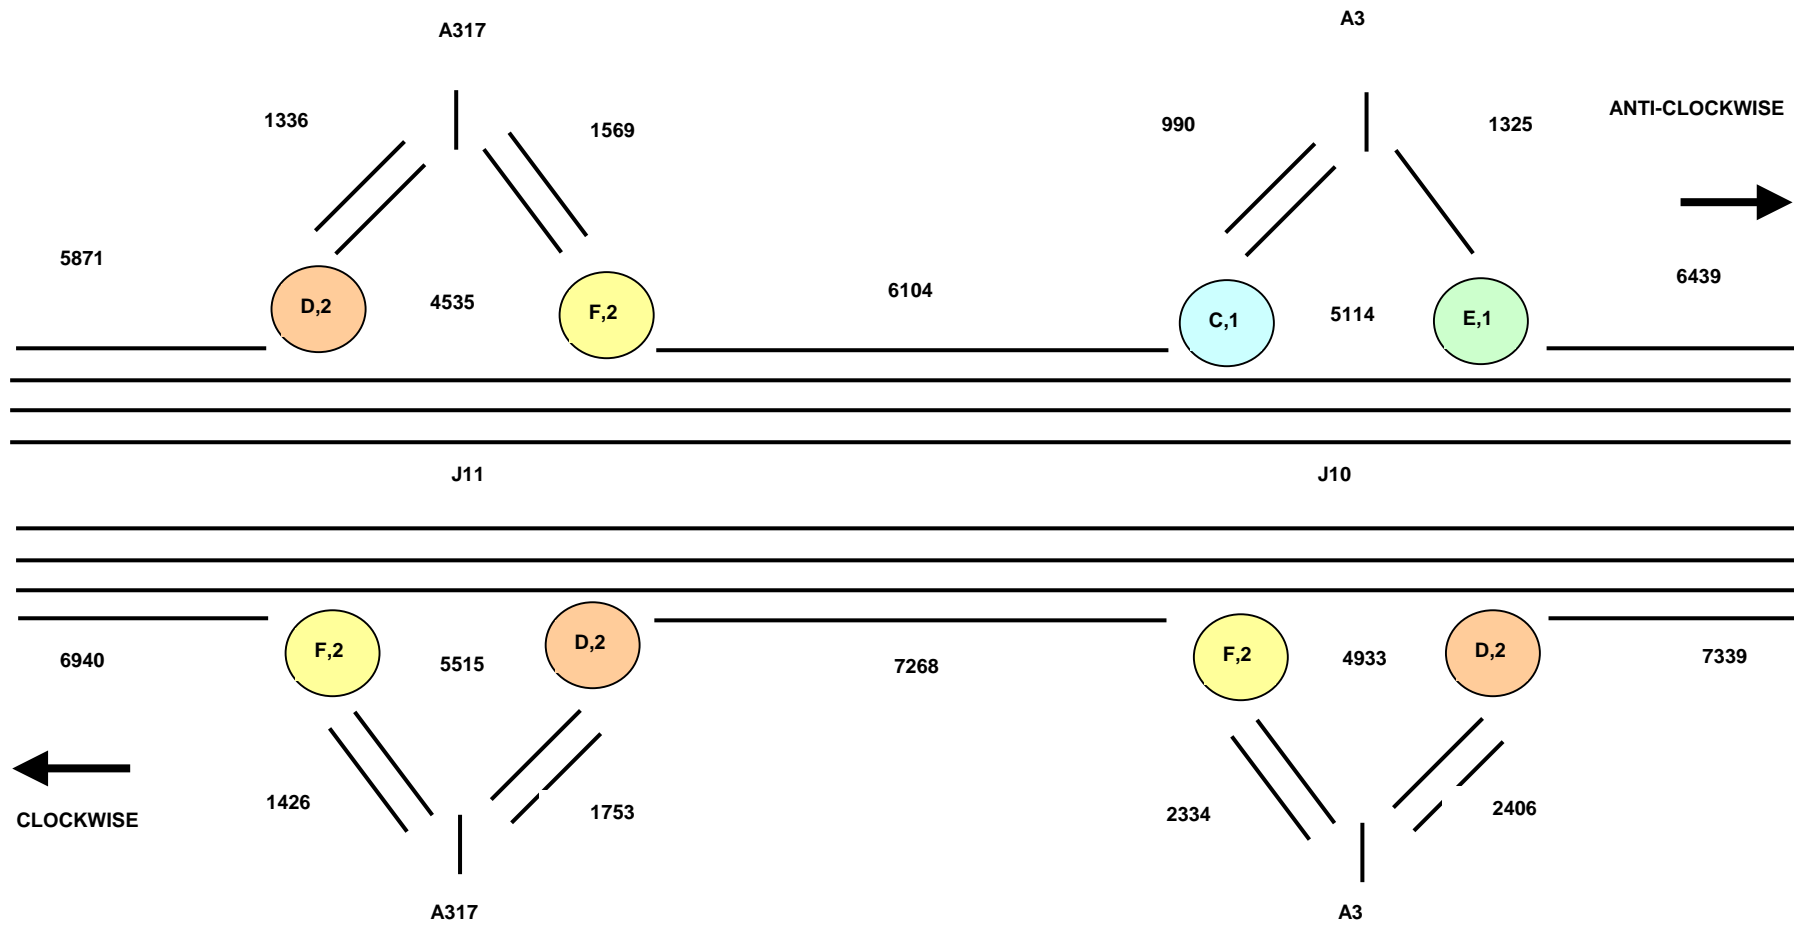 A317
A3
1336
1569
990
1325
ANTI-CLOCKWISE
5871
D,2
4535
F,2
6104
C,1
5114
E,1
6439
J11
J10
6940
F,2
5515
D,2
7268
F,2
4933
D,2
7339
CLOCKWISE
1426
1753
2334
2406
A317
A3